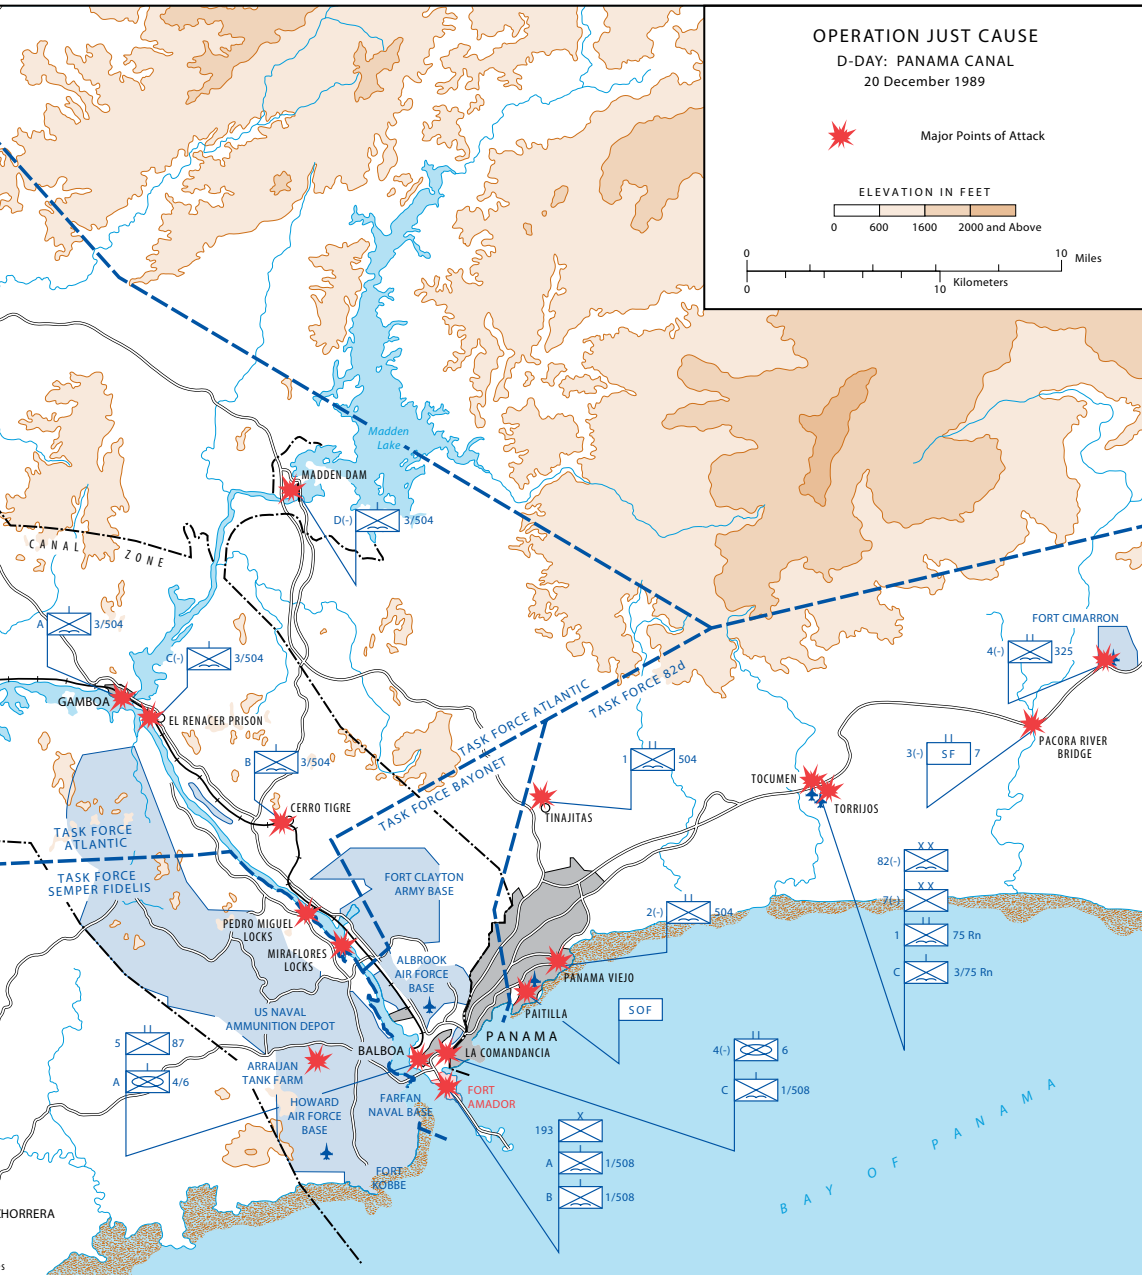 OPERATION JUST CAUSE
D-DAY: PANAMA CANAL
20 December 1989
Major Points of Attack
ELEVATION IN FEET
0 600 1600 2000 and Above
0 10 Miles
0 10 Kilometers
Madden
Lake
MADDEN DAM
D(-) 3/504
CANAL ZONE
A 3/504
C(-) 3/504
FORT CIMARRON
4(-) 325
GAMBOA
EL RENACER PRISON
TASK FORCE ATLANTIC
TASK FORCE 82d
B 3/504
1 504
3(-) SF 7
PACORA RIVER
BRIDGE
TASK FORCE BAYONET
TOCUMEN
TORRIJOS
CERRO TIGRE
TINAJITAS
TASK FORCE
ATLANTIC
TASK FORCE
SEMPER FIDELIS
FORT CLAYTON
ARMY BASE
XX
82(-)
XX
7(-)
1 75 Rn
C 3/75 Rn
2(-) 504
PEDRO MIGUEL
LOCKS
MIRAFLORES
LOCKS
ALBROOK
AIR FORCE
BASE
PANAMA VIEJO
PAITILLA
SOF
US NAVAL
AMMUNITION DEPOT
PANAMA
5 87
A 4/6
BALBOA
LA COMANDANCIA
4(-) 6
C 1/508
ARRAIJAN
TANK FARM
FORT
AMADOR
HOWARD
AIR FORCE
BASE
FARFAN
NAVAL BASE
X
193
A 1/508
B 1/508
FORT
KOBBE
BAY OF PANAMA
HORRERA
s